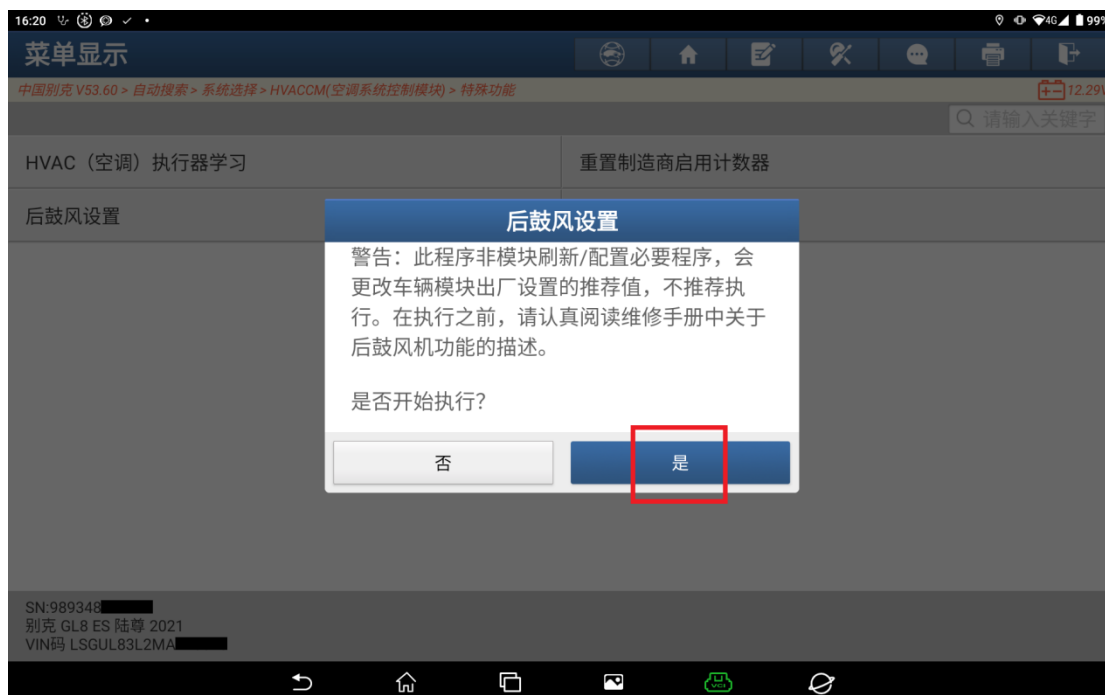 16:20
4G 99%
菜单显示
中国别克 V53.60 > 自动搜索 > 系统选择 > HVACCM(空调系统控制模块) > 特殊功能
12.29V
请输入关键字
HVAC（空调）执行器学习
重置制造商启用计数器
后鼓风设置
后鼓风设置
警告：此程序非模块刷新/配置必要程序，会
更改车辆模块出厂设置的推荐值，不推荐执
行。在执行之前，请认真阅读维修手册中关于
后鼓风机功能的描述。
是否开始执行?
否
是
SN:989348
别克 GL8 ES 陆尊 2021
VIN码 LSGUL83L2MA
VCI